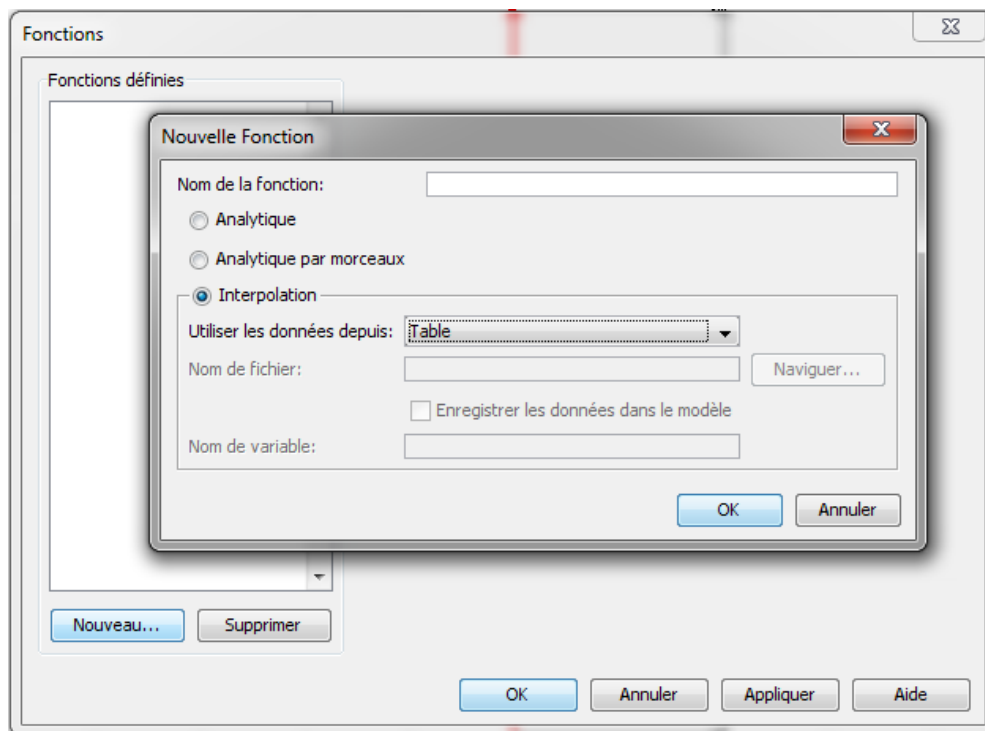 Fonctions
Fonctions définies
Nouvelle Fonction
Nom de la fonction:
Analytique
Analytique par morceaux
Interpolation
Utiliser les données depuis: Table
Nom de fichier: Naviguer...
Enregistrer les données dans le modèle
Nom de variable:
OK Annuler
Nouveau... Supprimer
OK Annuler Appliquer Aide